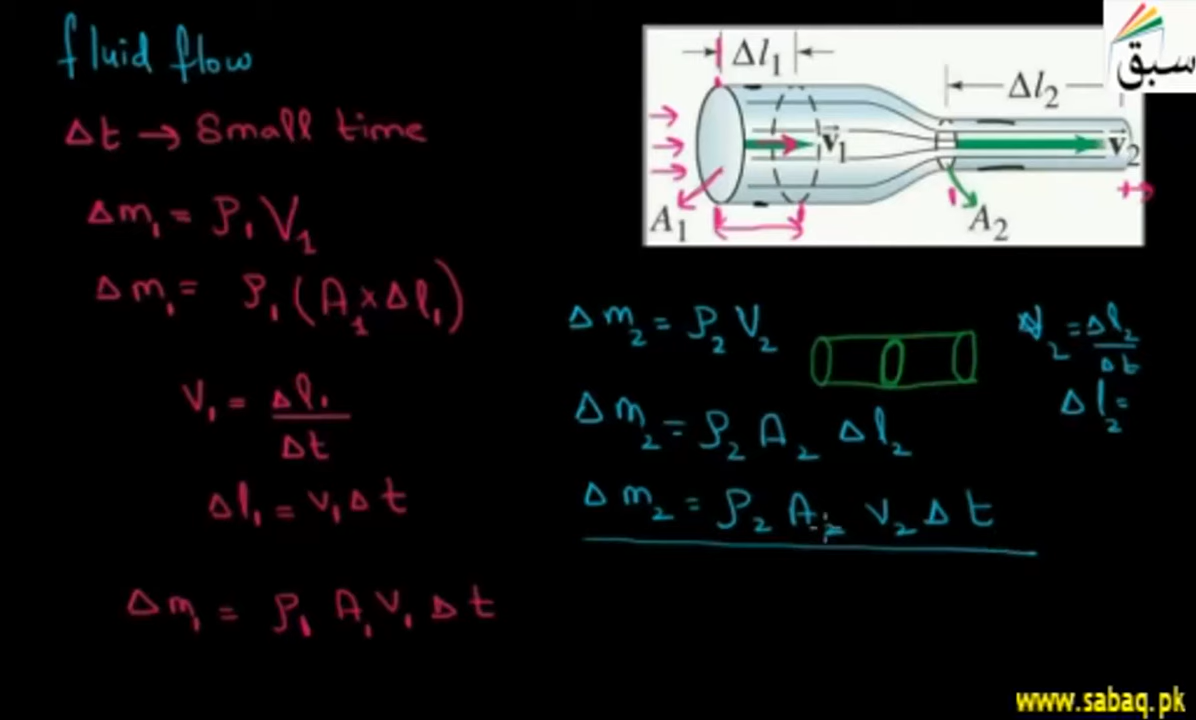 fluid flow
Δt → Small time
Δm₁ = ρ₁ V₁
Δm₁ = ρ₁ (A₁ × Δl₁)
v₁ = Δl₁ / Δt
Δl₁ = v₁ Δt
Δm₁ = ρ₁ A₁ v₁ Δt
Δl₁
Δl₂
v⃗₁
v⃗₂
A₁
A₂
سبق
Δm₂ = ρ₂ V₂
v₂ = Δl₂ / Δt
Δl₂ =
Δm₂ = ρ₂ A₂ Δl₂
Δm₂ = ρ₂ A₂ v₂ Δt
www.sabaq.pk